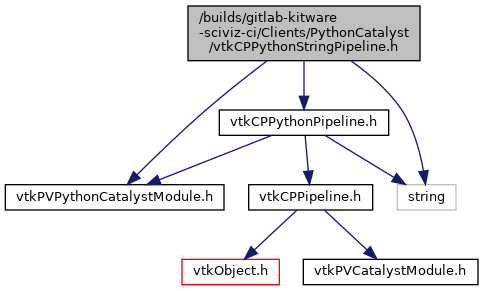 /builds/gitlab-kitware
-sciviz-ci/Clients/PythonCatalyst
/vtkCPPythonStringPipeline.h
vtkCPPythonPipeline.h
vtkPVPythonCatalystModule.h
vtkCPPipeline.h
string
vtkObject.h
vtkPVCatalystModule.h